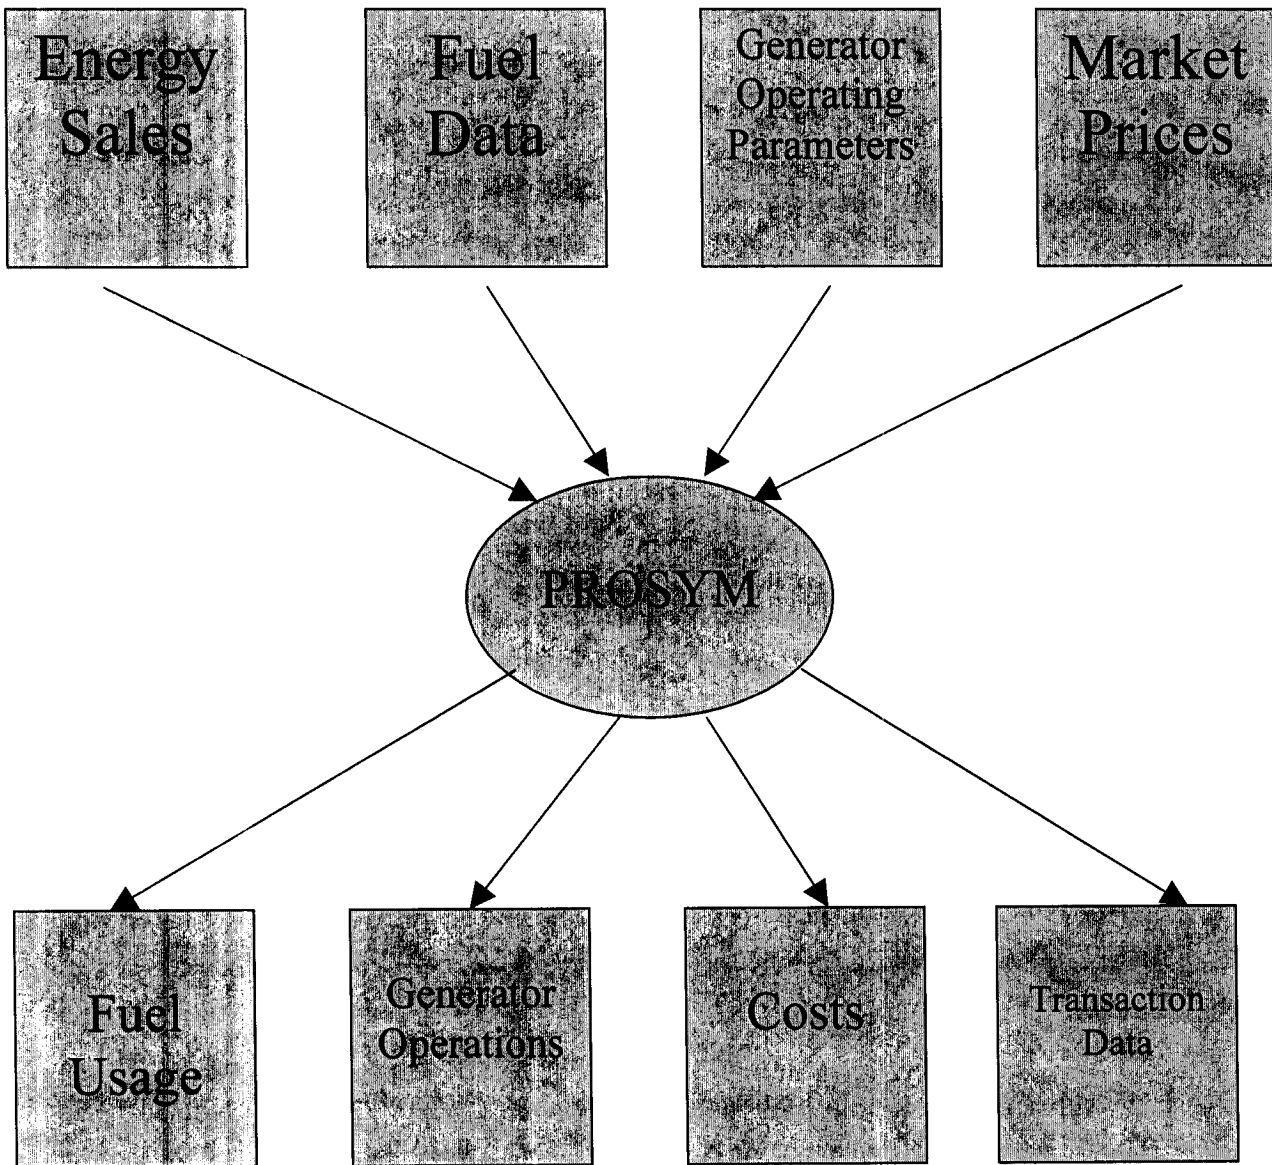 Energy
Sales
Fuel
Data
Generator
Operating
Parameters
Market
Prices
PROSYM
Fuel
Usage
Generator
Operations
Costs
Transaction
Data